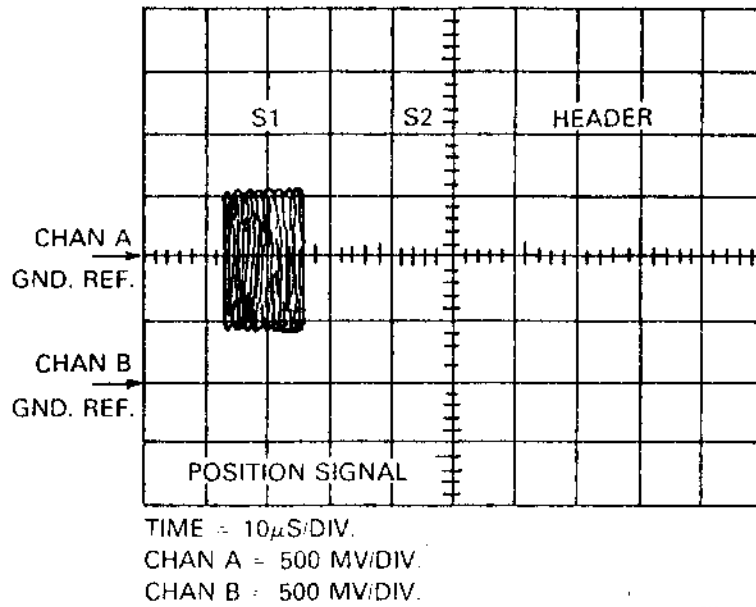 S1 S2 HEADER
CHAN A
GND. REF.
CHAN B
GND. REF.
POSITION SIGNAL
TIME = 10μS/DIV.
CHAN A = 500 MV/DIV.
CHAN B = 500 MV/DIV.